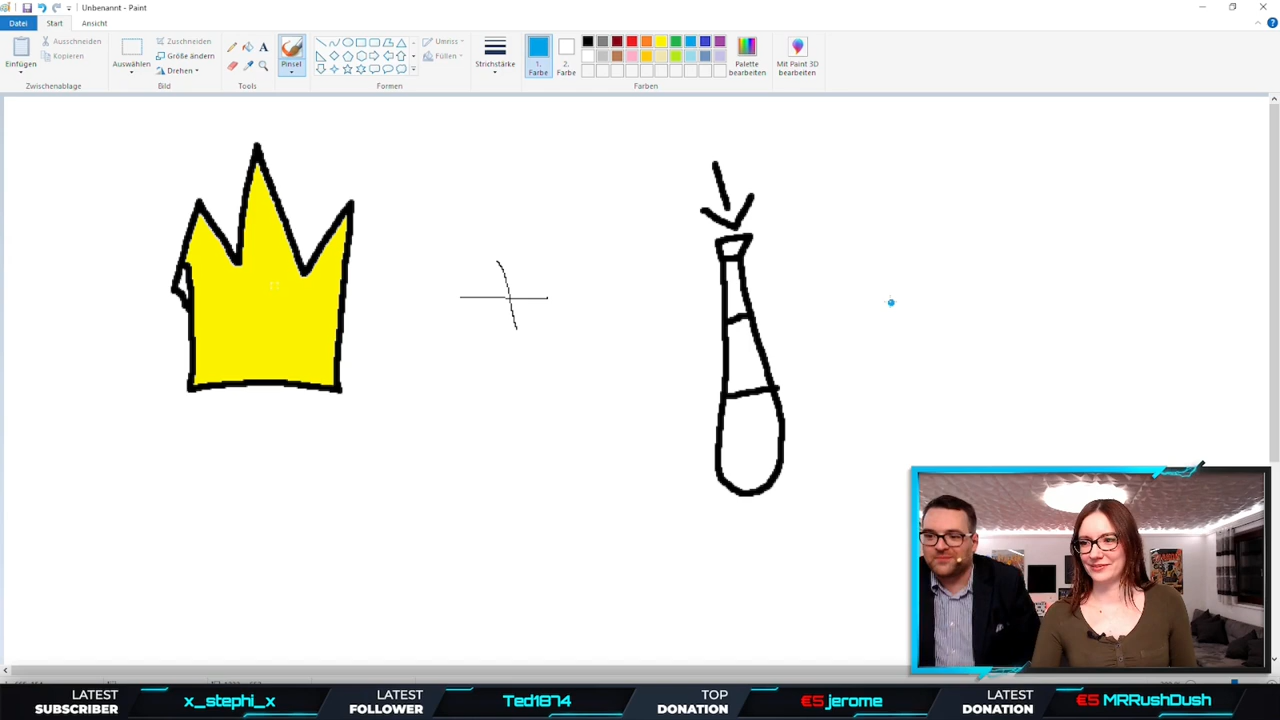 Unbenannt - Paint
Datei
Start
Ansicht
Einfügen
Ausschneiden
Kopieren
Zwischenablage
Auswählen
Zuschneiden
Größe ändern
Drehen
Bild
A
Tools
Pinsel
Formen
Umriss
Füllen
Strichstärke
1.
Farbe
2.
Farbe
Palette
bearbeiten
Mit Paint 3D
bearbeiten
Farben
LATEST
SUBSCRIBER
x_stephi_x
LATEST
FOLLOWER
Ted1874
TOP
DONATION
€5 jerome
LATEST
DONATION
€5 MRRushDush